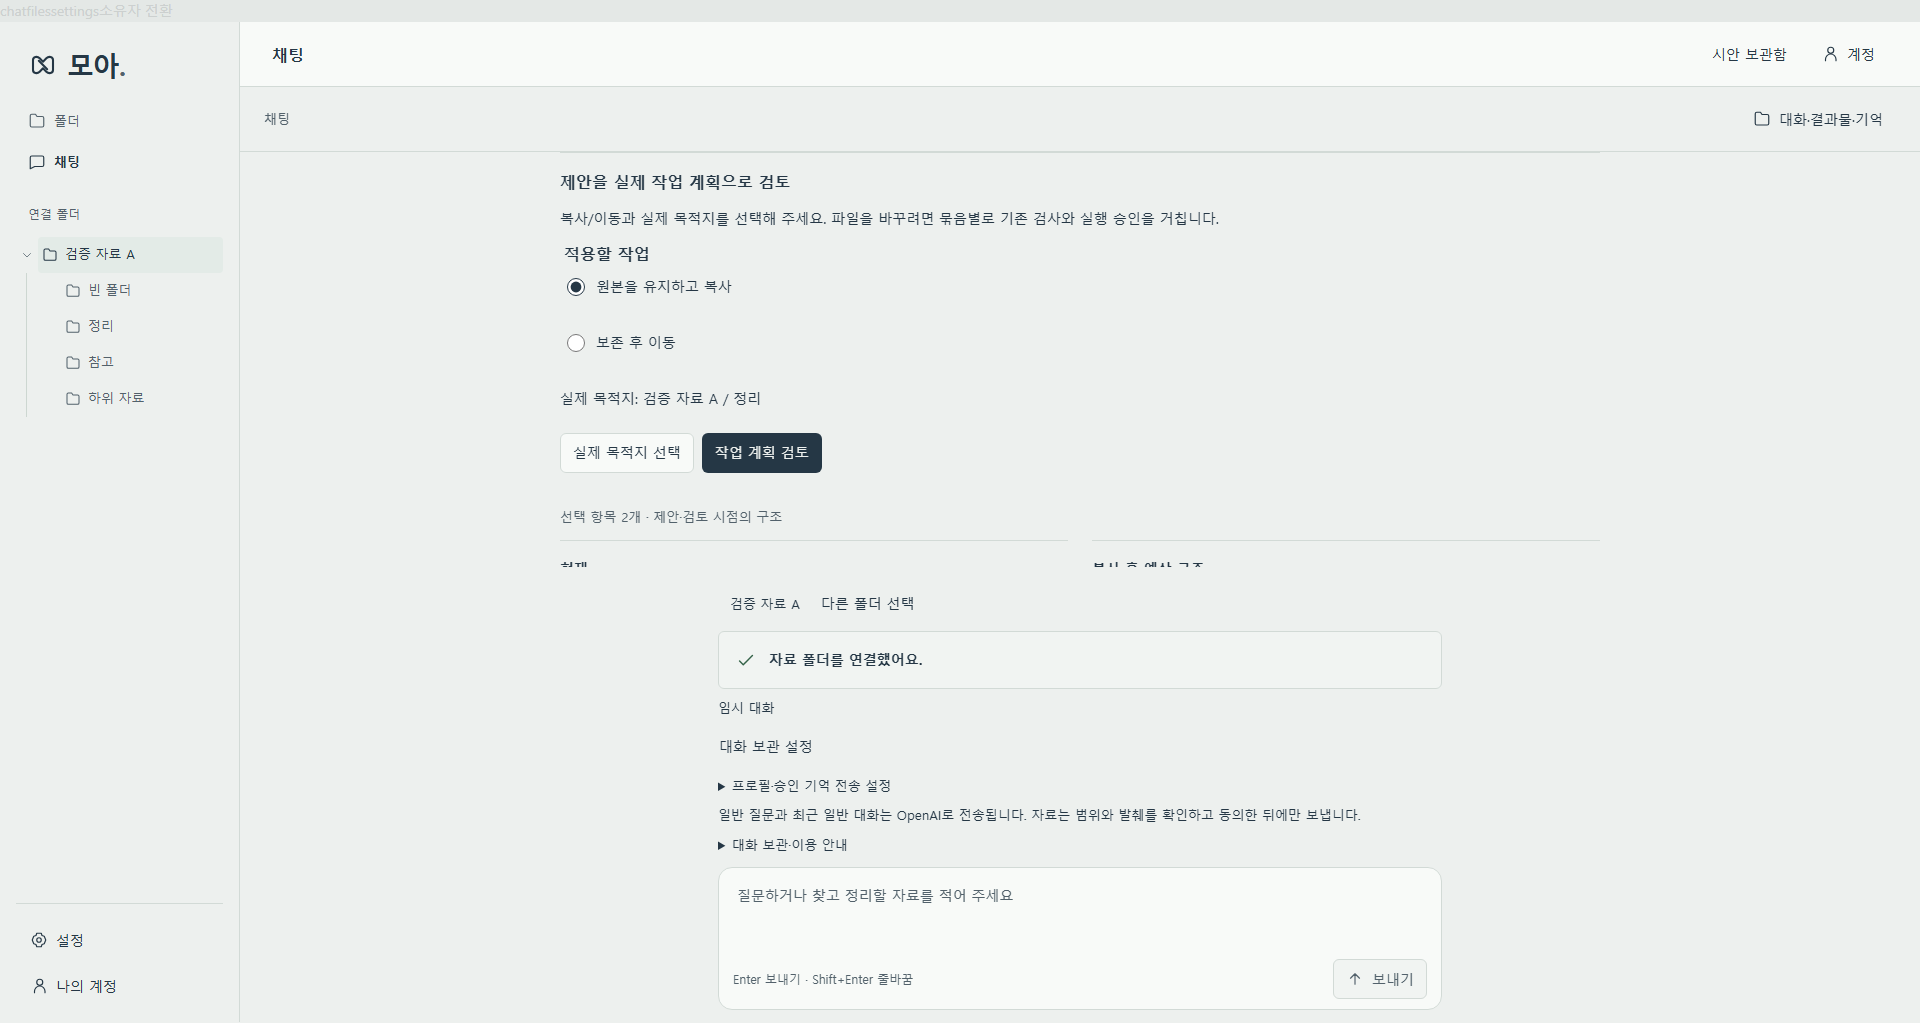 chatfilessettings소유자 전환
모아.
폴더
채팅
연결 폴더
검증 자료 A
빈 폴더
정리
참고
하위 자료
설정
나의 계정
채팅
시안 보관함
계정
채팅
대화·결과물·기억
제안을 실제 작업 계획으로 검토
복사/이동과 실제 목적지를 선택해 주세요. 파일을 바꾸려면 묶음별로 기존 검사와 실행 승인을 거칩니다.
적용할 작업
원본을 유지하고 복사
보존 후 이동
실제 목적지: 검증 자료 A / 정리
실제 목적지 선택
작업 계획 검토
선택 항목 2개 · 제안·검토 시점의 구조
검증 자료 A
다른 폴더 선택
자료 폴더를 연결했어요.
임시 대화
대화 보관 설정
프로필·승인 기억 전송 설정
일반 질문과 최근 일반 대화는 OpenAI로 전송됩니다. 자료는 범위와 발췌를 확인하고 동의한 뒤에만 보냅니다.
대화 보관·이용 안내
질문하거나 찾고 정리할 자료를 적어 주세요
Enter 보내기 · Shift+Enter 줄바꿈
보내기